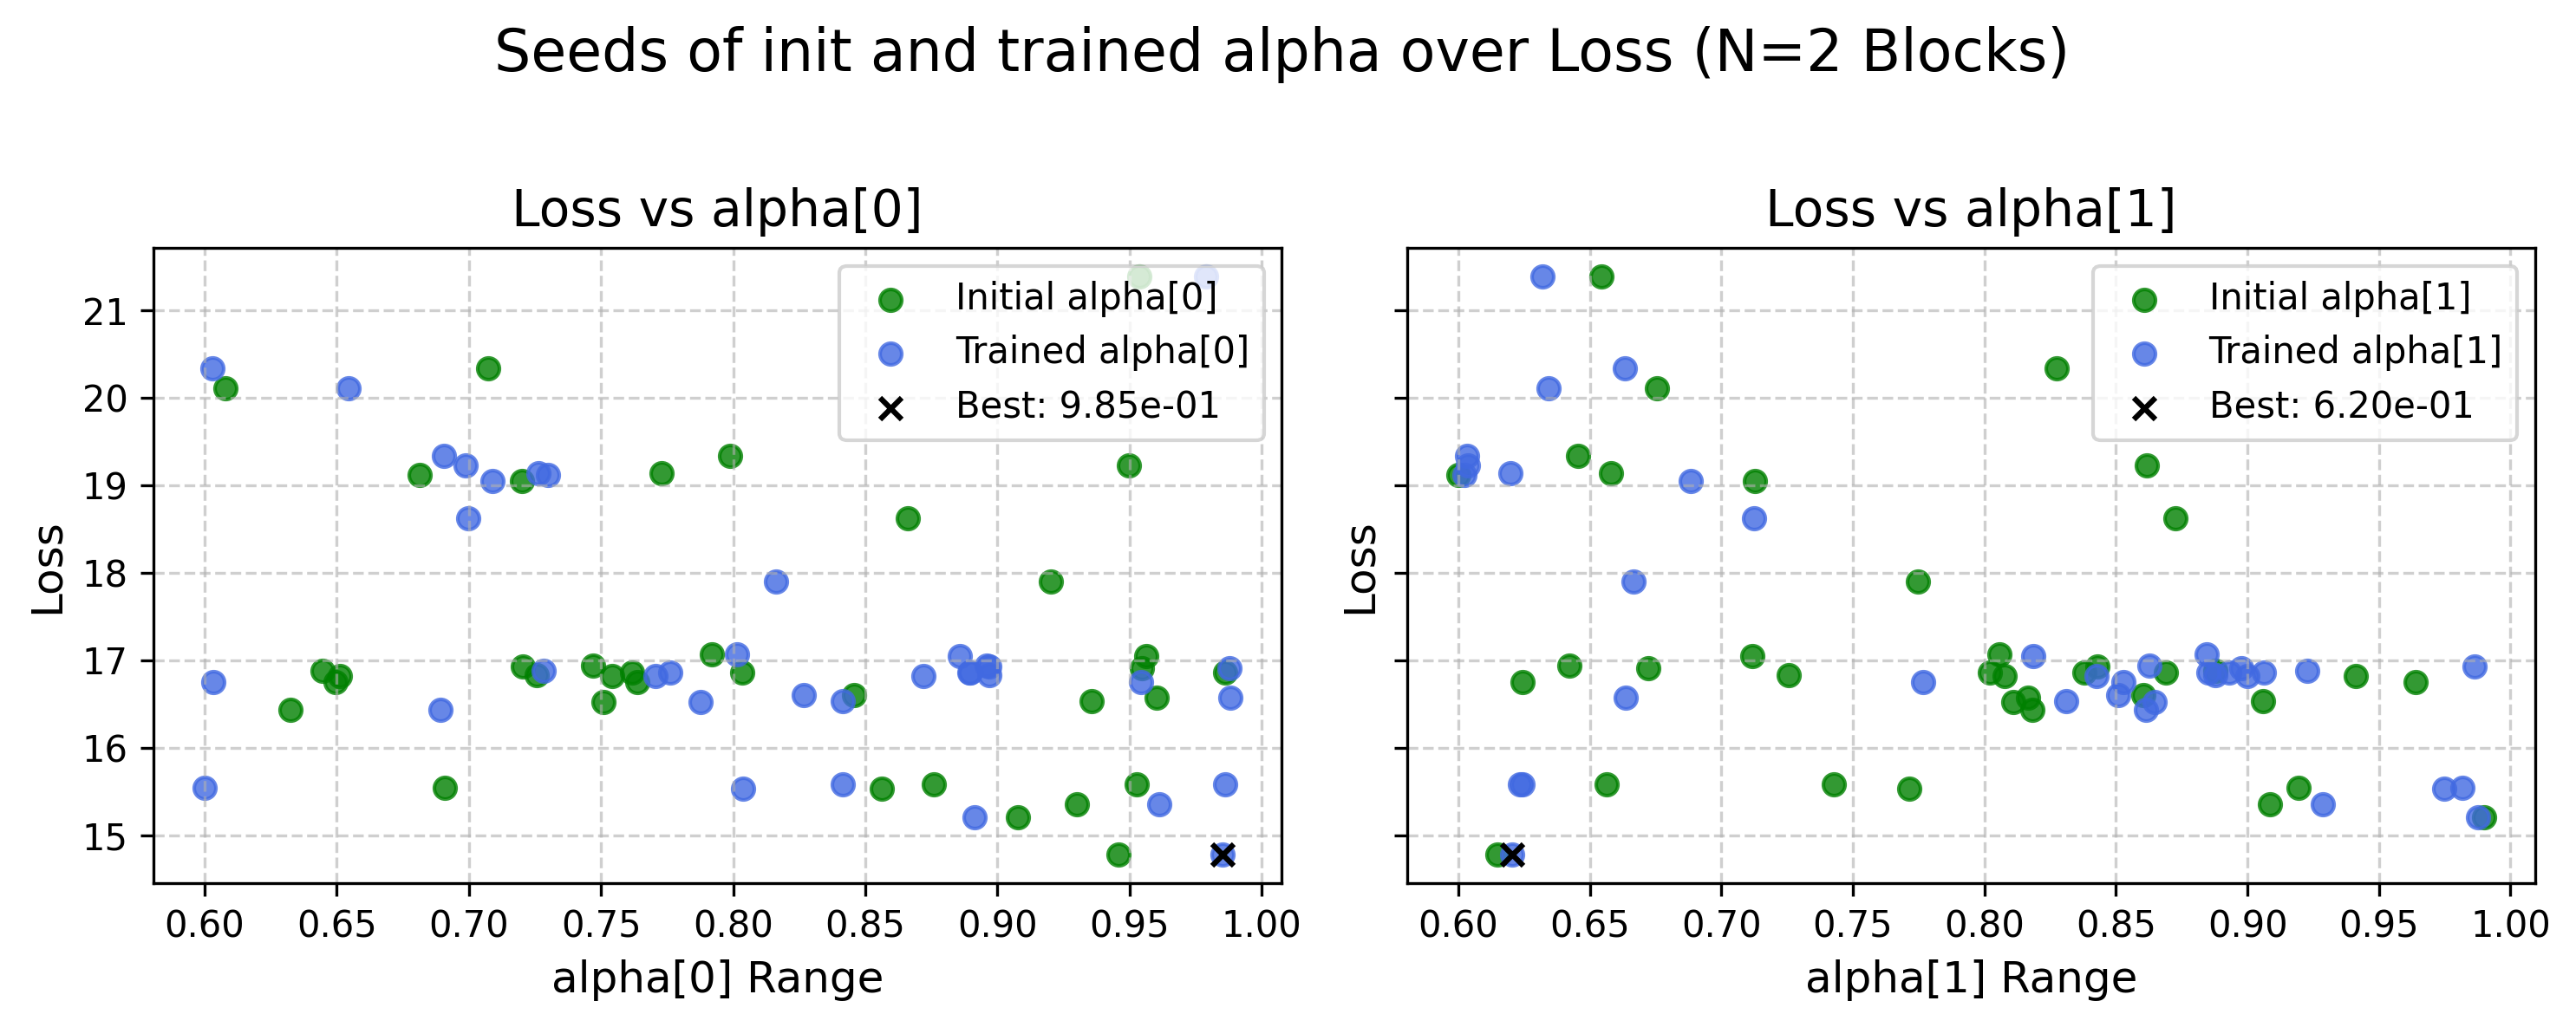 Seeds of init and trained alpha over Loss (N=2 Blocks)
Loss vs alpha[0]
Initial alpha[0]
Trained alpha[0]
Best: 9.85e-01
21
20
19
18
17
16
15
Loss
0.60 0.65 0.70 0.75 0.80 0.85 0.90 0.95 1.00
alpha[0] Range
Loss vs alpha[1]
Initial alpha[1]
Trained alpha[1]
Best: 6.20e-01
Loss
0.60 0.65 0.70 0.75 0.80 0.85 0.90 0.95 1.00
alpha[1] Range